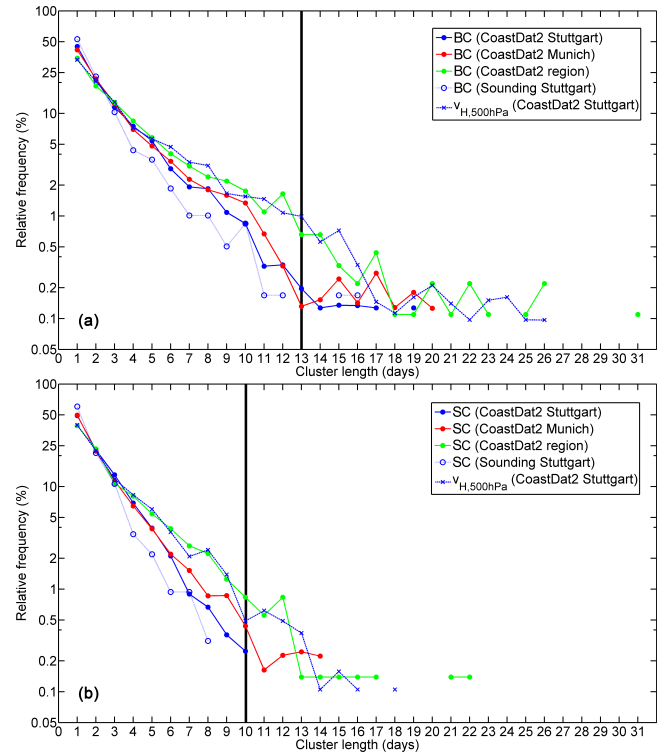 100
50
25
10
5
2
1
0.5
0.2
0.1
0.05
Relative frequency (%)
BC (CoastDat2 Stuttgart)
BC (CoastDat2 Munich)
BC (CoastDat2 region)
BC (Sounding Stuttgart)
vH,500hPa (CoastDat2 Stuttgart)
(a)
0 1 2 3 4 5 6 7 8 9 10 11 12 13 14 15 16 17 18 19 20 21 22 23 24 25 26 27 28 29 30 31
Cluster length (days)
100
50
25
10
5
2
1
0.5
0.2
0.1
0.05
Relative frequency (%)
SC (CoastDat2 Stuttgart)
SC (CoastDat2 Munich)
SC (CoastDat2 region)
SC (Sounding Stuttgart)
vH,500hPa (CoastDat2 Stuttgart)
(b)
0 1 2 3 4 5 6 7 8 9 10 11 12 13 14 15 16 17 18 19 20 21 22 23 24 25 26 27 28 29 30 31
Cluster length (days)